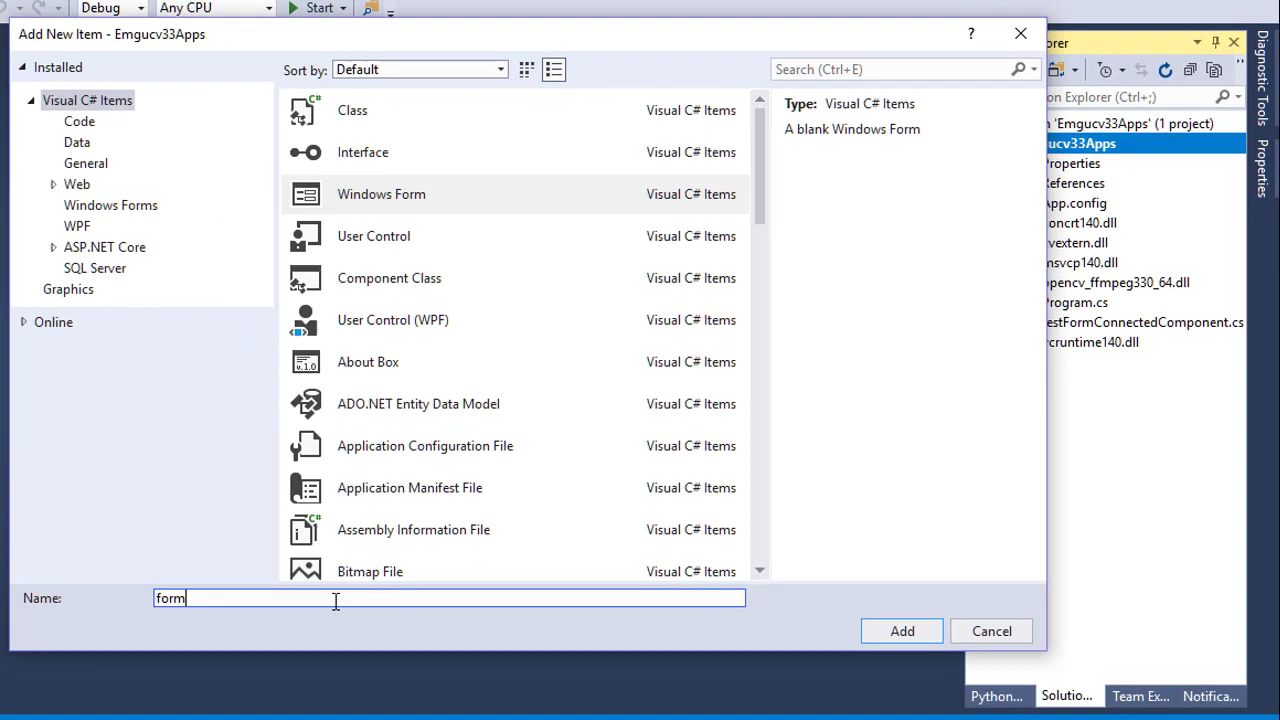 Debug Any CPU Start
Add New Item - Emgucv33Apps ?
Installed
Sort by: Default
Search (Ctrl+E)
Visual C# Items
Code
Data
General
Web
Windows Forms
WPF
ASP.NET Core
SQL Server
Graphics
Online
Class Visual C# Items
Interface Visual C# Items
Windows Form Visual C# Items
User Control Visual C# Items
Component Class Visual C# Items
User Control (WPF) Visual C# Items
About Box Visual C# Items
ADO.NET Entity Data Model Visual C# Items
Application Configuration File Visual C# Items
Application Manifest File Visual C# Items
Assembly Information File Visual C# Items
Bitmap File Visual C# Items
Type: Visual C# Items
A blank Windows Form
Name: form
Add Cancel
orer
on Explorer (Ctrl+;)
n 'Emgucv33Apps' (1 project)
ucv33Apps
Properties
References
App.config
oncrt140.dll
vextern.dll
msvcp140.dll
opencv_ffmpeg330_64.dll
Program.cs
estFormConnectedComponent.cs
cruntime140.dll
Python... Solutio... Team Ex... Notifica...
Diagnostic Tools
Properties